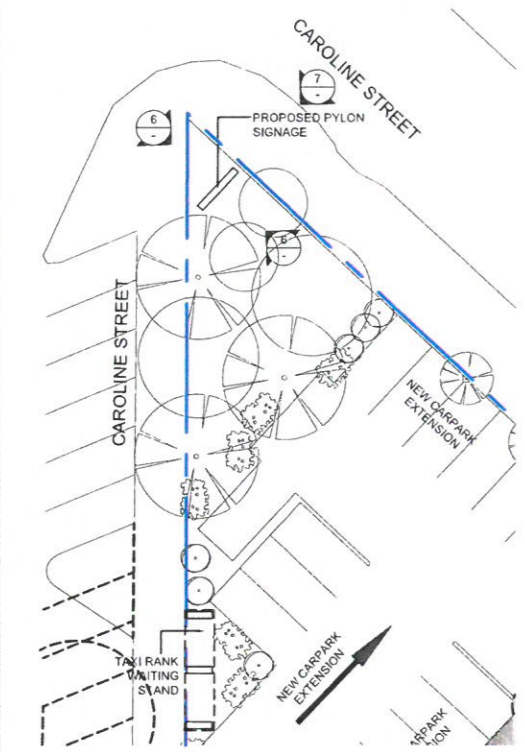 CAROLINE STREET
7
-
6
-
PROPOSED PYLON
SIGNAGE
6
-
CAROLINE STREET
NEW CARPARK
EXTENSION
TAXI RANK
WAITING
STAND
NEW CARPARK
EXTENSION